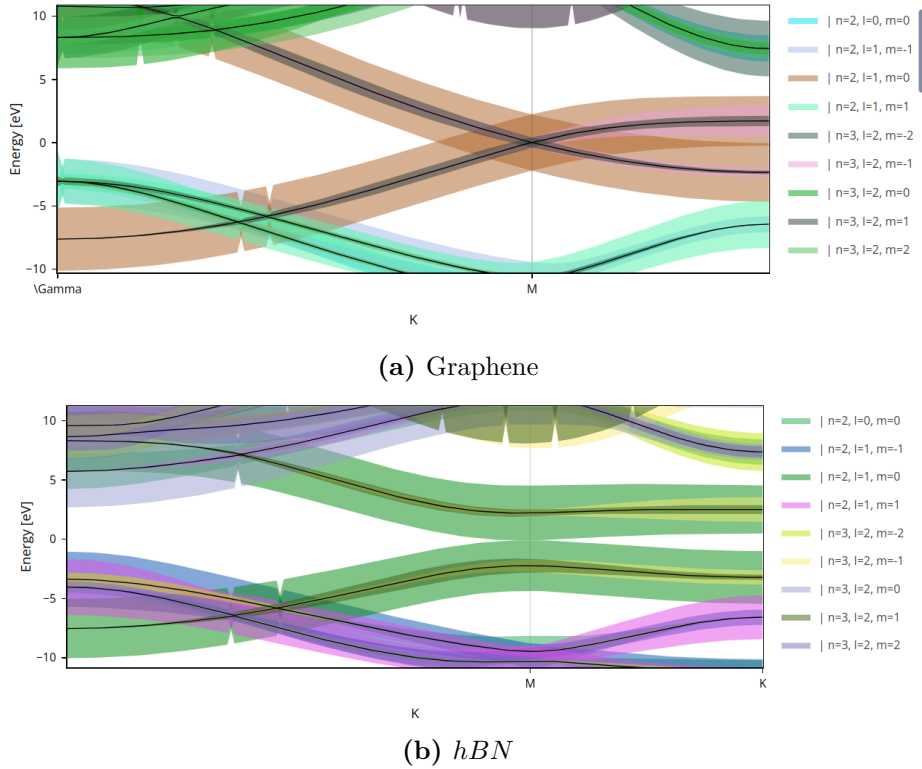 10
5
0
−5
−10
Energy [eV]
\Gamma
M
K
| n=2, l=0, m=0
| n=2, l=1, m=-1
| n=2, l=1, m=0
| n=2, l=1, m=1
| n=3, l=2, m=-2
| n=3, l=2, m=-1
| n=3, l=2, m=0
| n=3, l=2, m=1
| n=3, l=2, m=2
(a) Graphene
10
5
0
−5
−10
Energy [eV]
M
K
K
| n=2, l=0, m=0
| n=2, l=1, m=-1
| n=2, l=1, m=0
| n=2, l=1, m=1
| n=3, l=2, m=-2
| n=3, l=2, m=-1
| n=3, l=2, m=0
| n=3, l=2, m=1
| n=3, l=2, m=2
(b) hBN